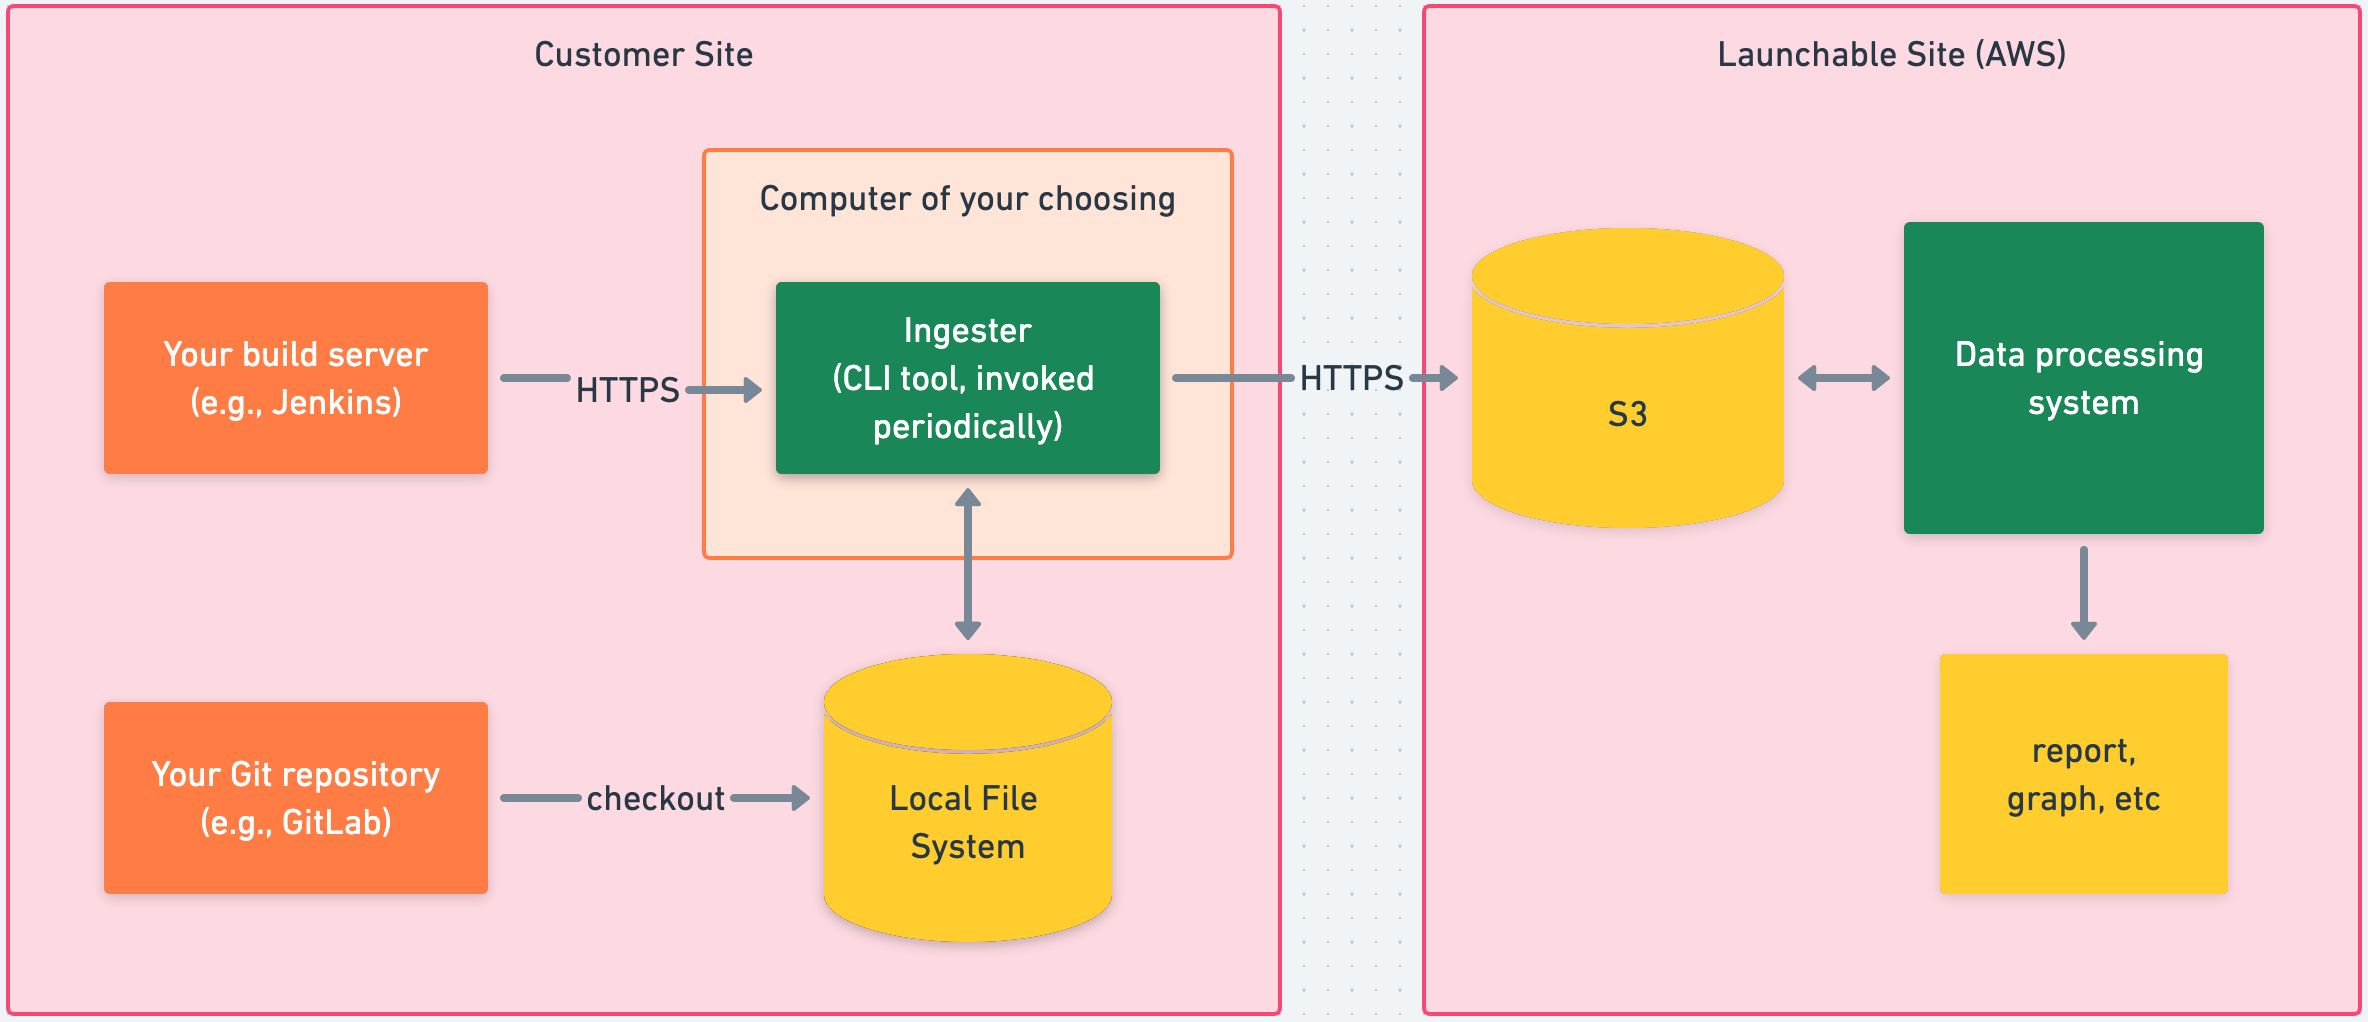 Customer Site
Launchable Site (AWS)
Computer of your choosing
Your build server
(e.g., Jenkins)
HTTPS
Ingester
(CLI tool, invoked
periodically)
HTTPS
S3
Data processing
system
Your Git repository
(e.g., GitLab)
checkout
Local File
System
report,
graph, etc